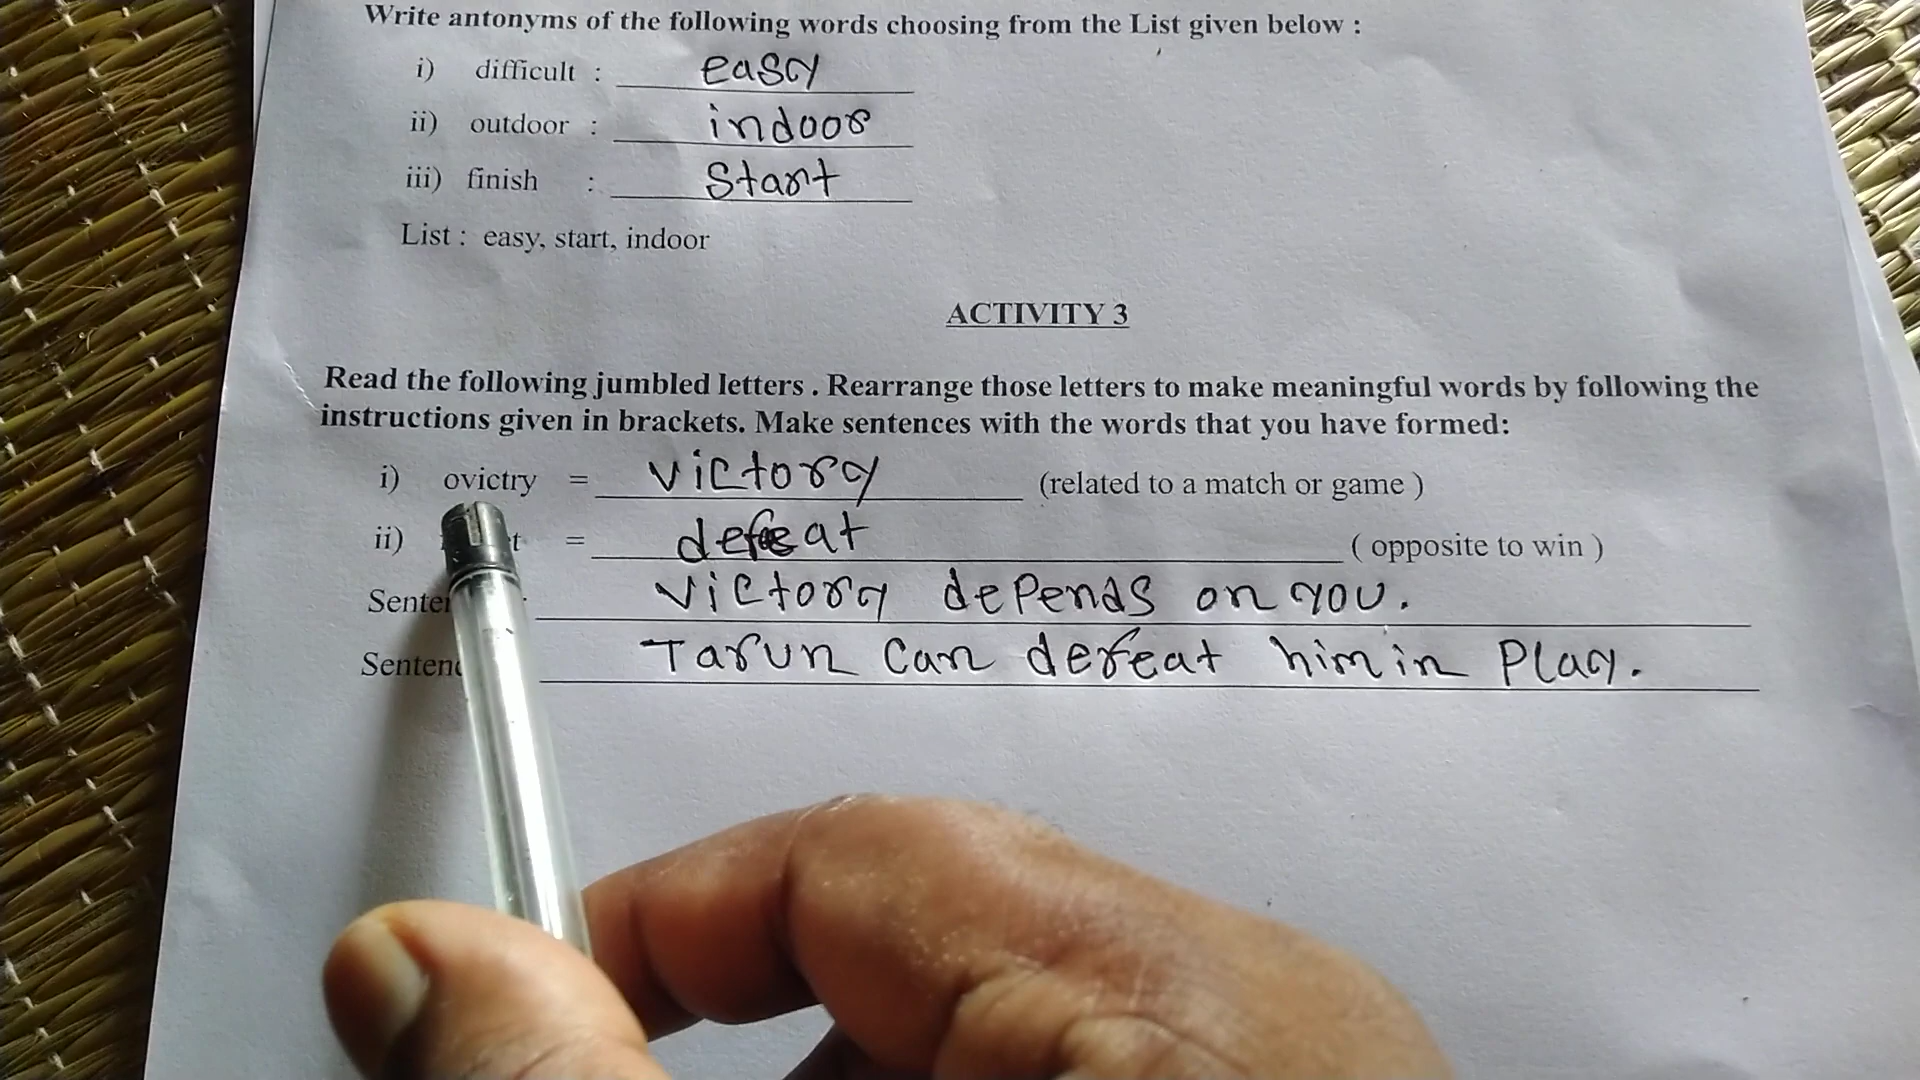 Write antonyms of the following words choosing from the List given below :
i) difficult : easy
ii) outdoor : indoor
iii) finish : Start
List : easy, start, indoor
ACTIVITY 3
Read the following jumbled letters . Rearrange those letters to make meaningful words by following the
instructions given in brackets. Make sentences with the words that you have formed:
i) ovictry = victory (related to a match or game )
ii) = defeat ( opposite to win )
victory depends on you.
Tarun can defeat him in Play.